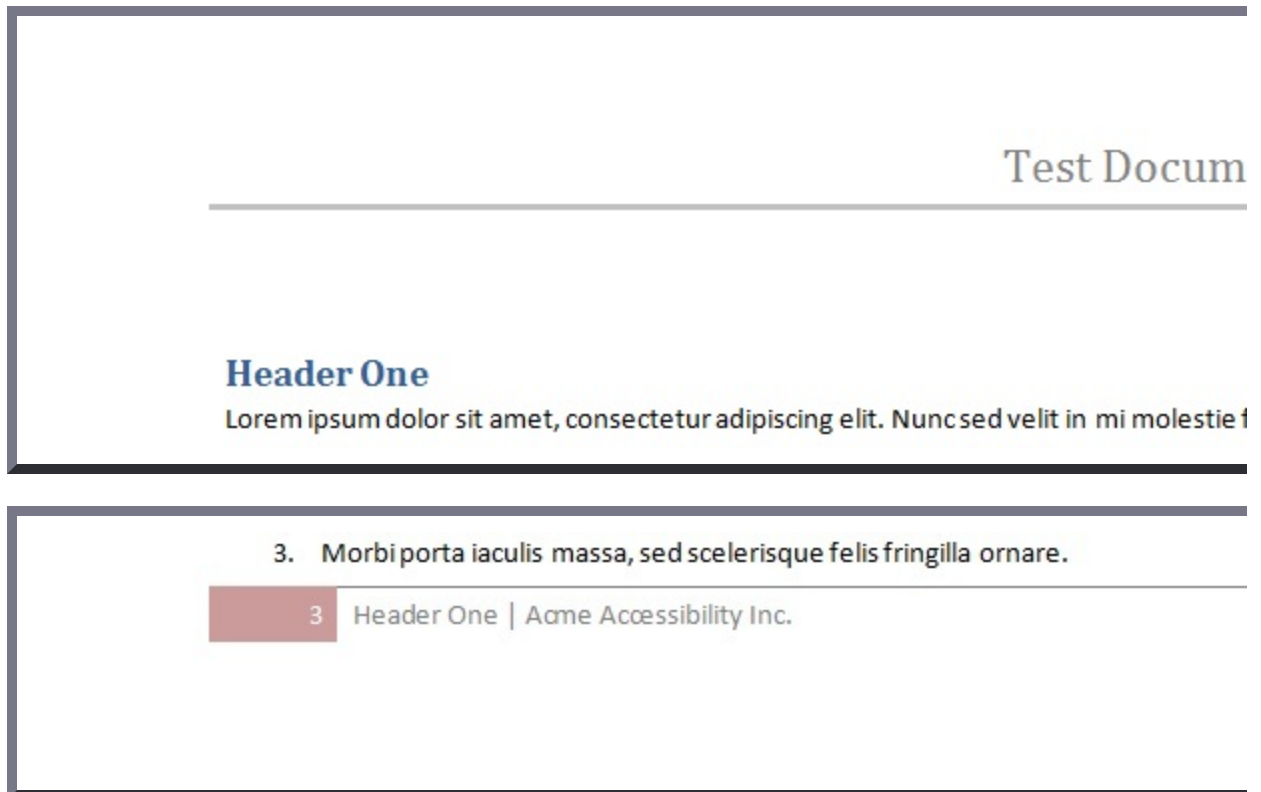 Test Docum
Header One
Lorem ipsum dolor sit amet, consectetur adipiscing elit. Nunc sed velit in mi molestie f
3. Morbi porta iaculis massa, sed scelerisque felis fringilla ornare.
3 Header One | Acme Accessibility Inc.